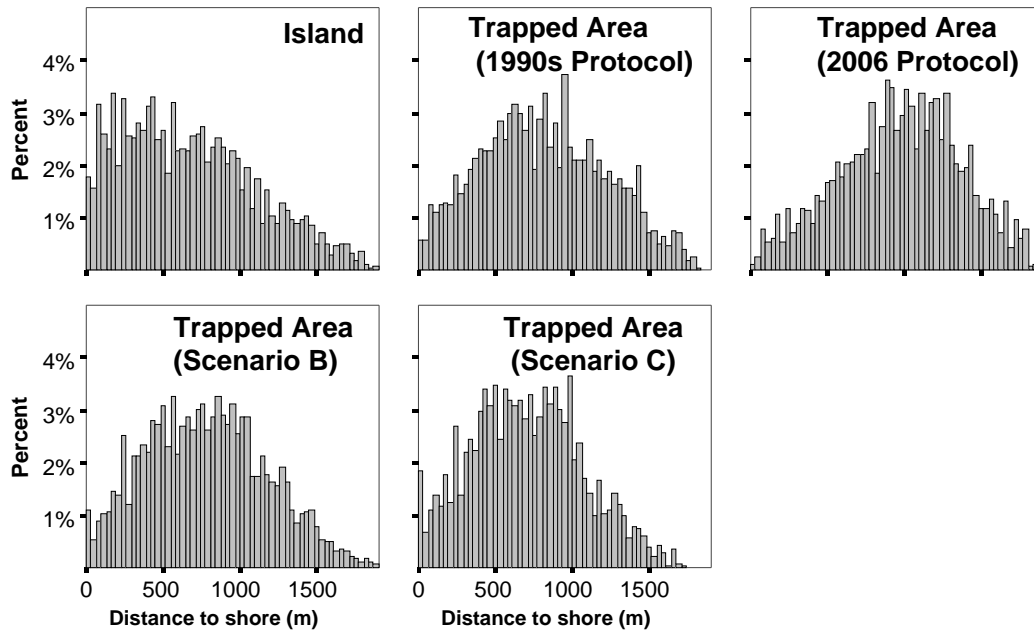 Island
Trapped Area
(1990s Protocol)
Trapped Area
(2006 Protocol)
Percent
4%
3%
2%
1%
Trapped Area
(Scenario B)
Trapped Area
(Scenario C)
Percent
4%
3%
2%
1%
0
500
1000
1500
0
500
1000
1500
Distance to shore (m)
Distance to shore (m)